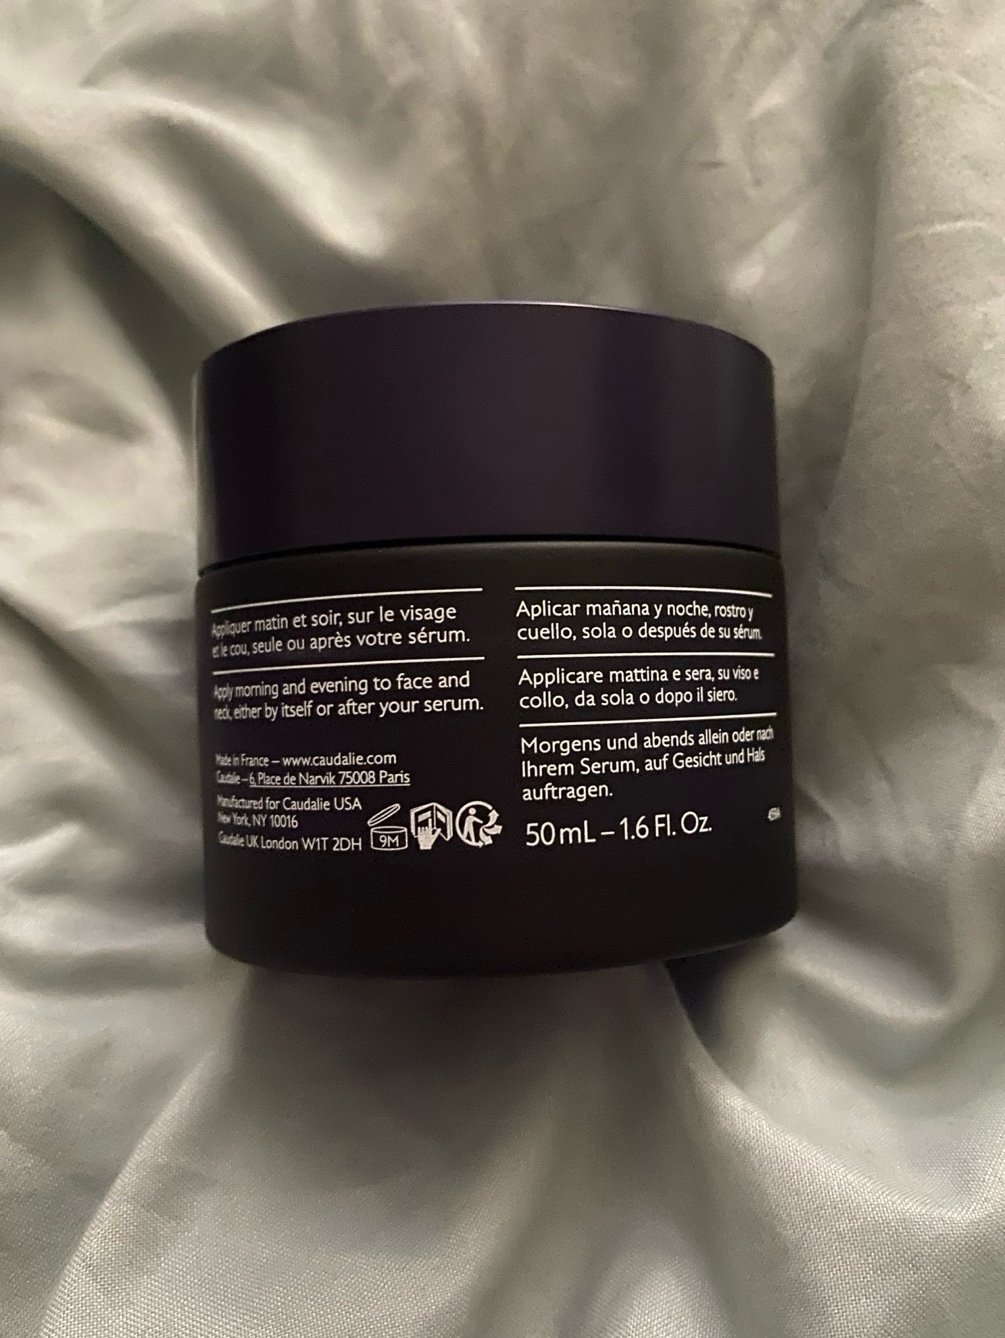 Appliquer matin et soir, sur le visage
et le cou, seule ou après votre sérum.
Apply morning and evening to face and
neck, either by itself or after your serum.
Made in France – www.caudalie.com
Caudalie – 6, Place de Narvik 75008 Paris
Manufactured for Caudalie USA
New York, NY 10016
Caudalie UK London W1T 2DH
9M
Aplicar mañana y noche, rostro y
cuello, sola o después de su sérum.
Applicare mattina e sera, su viso e
collo, da sola o dopo il siero.
Morgens und abends allein oder nach
Ihrem Serum, auf Gesicht und Hals
auftragen.
50 mL – 1.6 Fl. Oz.